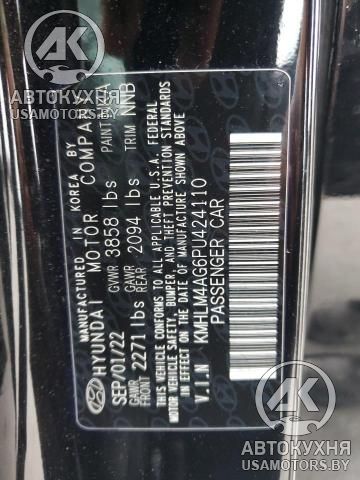 АВТОКУХНЯ
USAMOTORS.BY
MANUFACTURED IN KOREA BY
HYUNDAI MOTOR COMPANY
SEP/01/22 GVWR 3858 lbs PAINT
GAWR FRONT 2271 lbs GAWR REAR 2094 lbs TRIM NNB
THIS VEHICLE CONFORMS TO ALL APPLICABLE U.S.A. FEDERAL
MOTOR VEHICLE SAFETY, BUMPER, AND THEFT PREVENTION STANDARDS
IN EFFECT ON THE DATE OF MANUFACTURE SHOWN ABOVE.
V.I.N KMHLM4AG6PU424110
PASSENGER CAR
АВТОКУХНЯ
USAMOTORS.BY